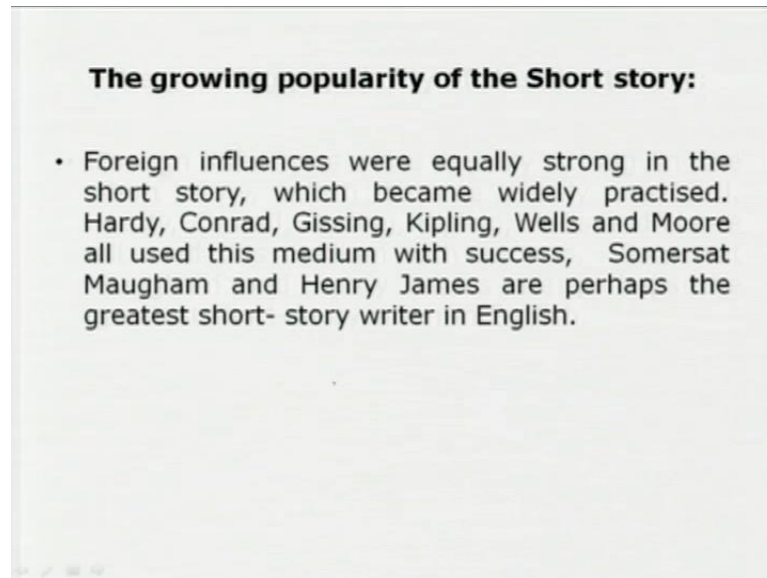 The growing popularity of the Short story:
• Foreign influences were equally strong in the
short story, which became widely practised.
Hardy, Conrad, Gissing, Kipling, Wells and Moore
all used this medium with success, Somersat
Maugham and Henry James are perhaps the
greatest short- story writer in English.